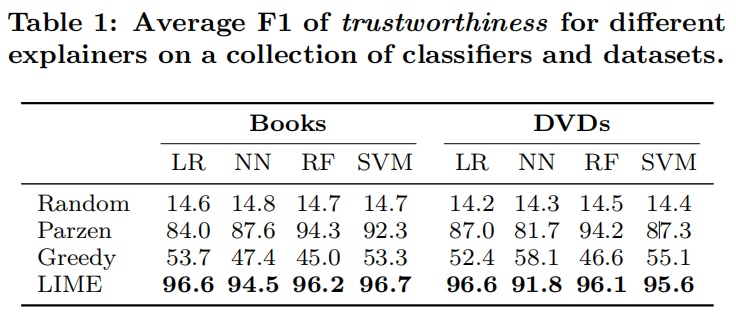 Table 1: Average F1 of trustworthiness for different
explainers on a collection of classifiers and datasets.
Books DVDs
LR NN RF SVM LR NN RF SVM
Random 14.6 14.8 14.7 14.7 14.2 14.3 14.5 14.4
Parzen 84.0 87.6 94.3 92.3 87.0 81.7 94.2 87.3
Greedy 53.7 47.4 45.0 53.3 52.4 58.1 46.6 55.1
LIME 96.6 94.5 96.2 96.7 96.6 91.8 96.1 95.6